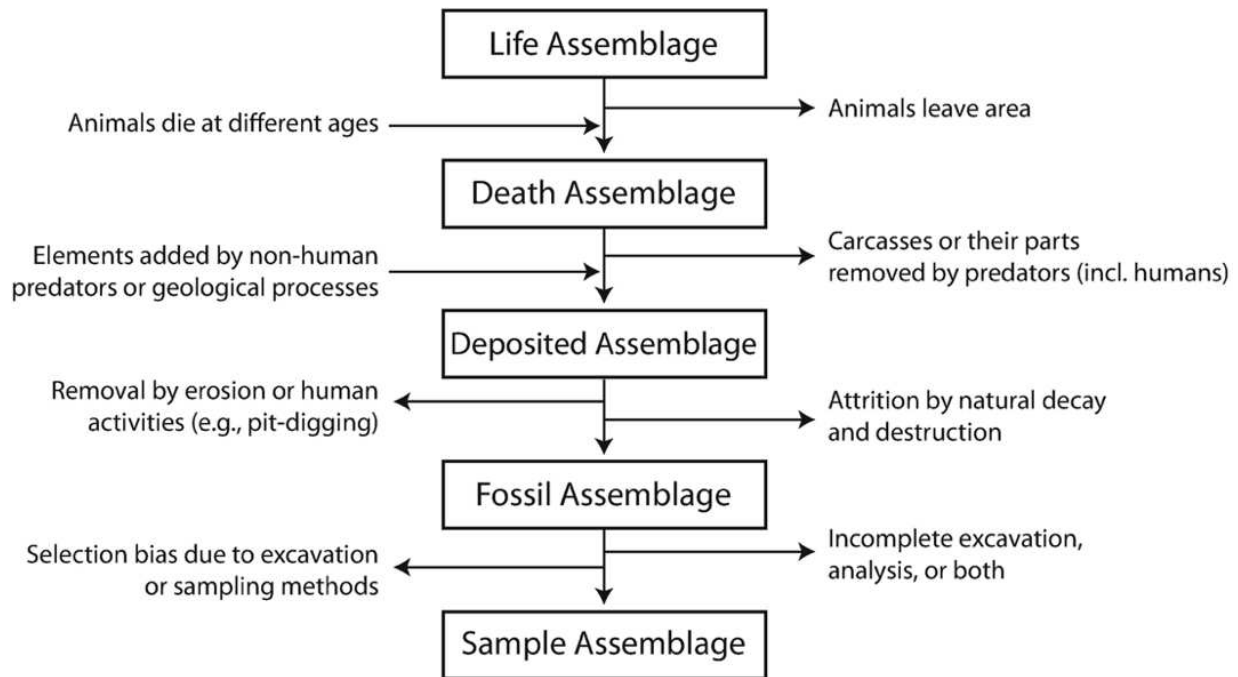 Life Assemblage
Animals die at different ages
Animals leave area
Death Assemblage
Elements added by non-human
predators or geological processes
Carcasses or their parts
removed by predators (incl. humans)
Deposited Assemblage
Removal by erosion or human
activities (e.g., pit-digging)
Attrition by natural decay
and destruction
Fossil Assemblage
Selection bias due to excavation
or sampling methods
Incomplete excavation,
analysis, or both
Sample Assemblage